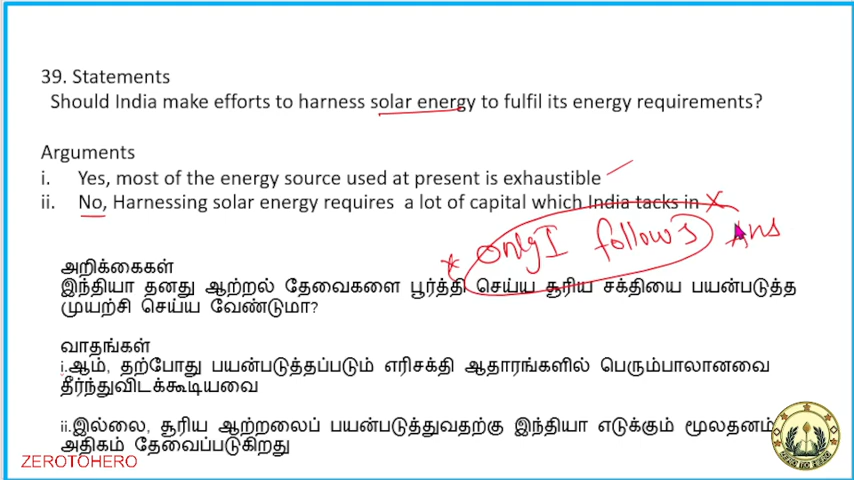 39. Statements
Should India make efforts to harness solar energy to fulfil its energy requirements?
Arguments
i. Yes, most of the energy source used at present is exhaustible
ii. No, Harnessing solar energy requires a lot of capital which India tacks in
* only I follows Ans
அறிக்கைகள்
இந்தியா தனது ஆற்றல் தேவைகளை பூர்த்தி செய்ய சூரிய சக்தியை பயன்படுத்த
முயற்சி செய்ய வேண்டுமா?
வாதங்கள்
i.ஆம், தற்போது பயன்படுத்தப்படும் எரிசக்தி ஆதாரங்களில் பெரும்பாலானவை
தீர்ந்துவிடக்கூடியவை
ii.இல்லை, சூரிய ஆற்றலைப் பயன்படுத்துவதற்கு இந்தியா எடுக்கும் மூலதனம்
அதிகம் தேவைப்படுகிறது
ZEROTOHERO